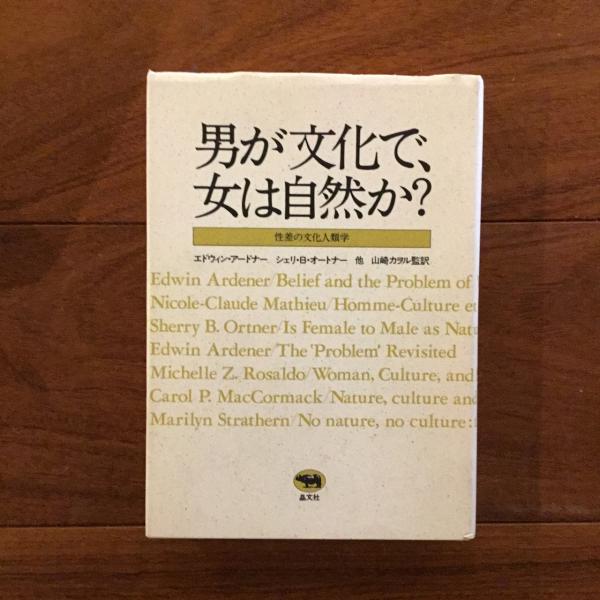 男が文化で、
女は自然か?
性差の文化人類学
エドウィン・アードナー シェリ・B・オートナー 他 山崎カヲル監訳
Edwin Ardener/Belief and the Problem of
Nicole-Claude Mathieu/Homme-Culture et
Sherry B. Ortner/Is Female to Male as Natu
Edwin Ardener/The 'Problem' Revisited
Michelle Z. Rosaldo/Woman, Culture, and
Carol P. MacCormack/Nature, culture and
Marilyn Strathern/No nature, no culture:
晶文社